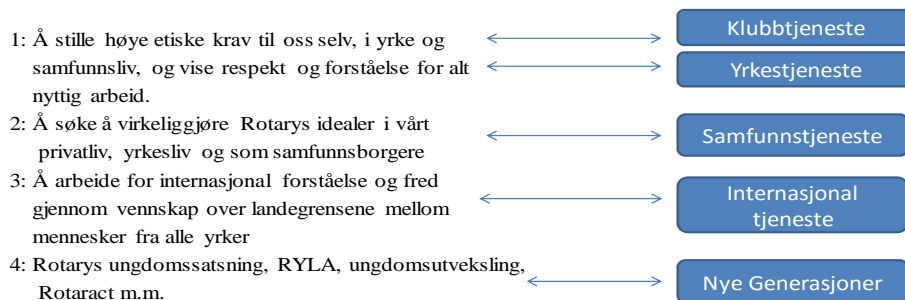 1: Å stille høye etiske krav til oss selv, i yrke og
samfunnsliv, og vise respekt og forståelse for alt
nyttig arbeid.
2: Å søke å virkeliggjøre Rotarys idealer i vårt
privatliv, yrkesliv og som samfunnsborgere
3: Å arbeide for internasjonal forståelse og fred
gjennom vennskap over landegrensene mellom
mennesker fra alle yrker
4: Rotarys ungdomssatsning, RYLA, ungdomsutveksling,
Rotaract m.m.
Klubbtjeneste
Yrkestjeneste
Samfunnstjeneste
Internasjonal
tjeneste
Nye Generasjoner